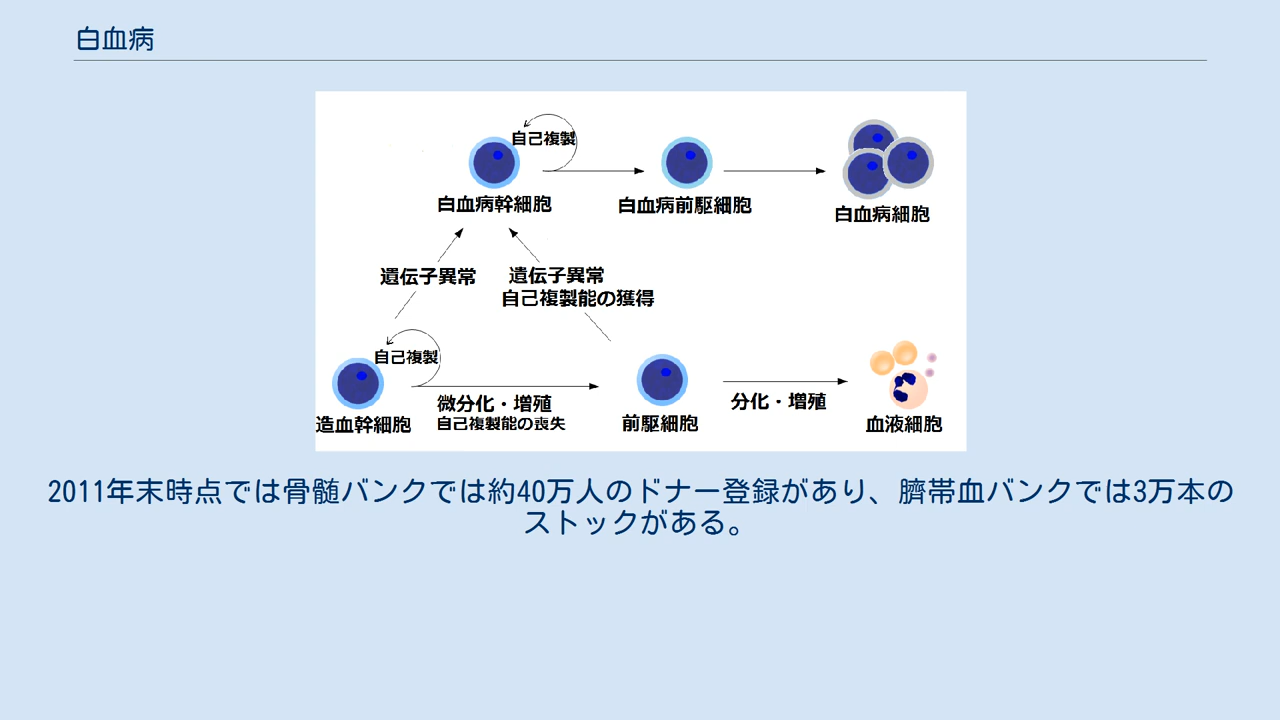 白血病
自己複製
白血病幹細胞
白血病前駆細胞
白血病細胞
遺伝子異常
遺伝子異常
自己複製能の獲得
自己複製
造血幹細胞
微分化・増殖
自己複製能の喪失
前駆細胞
分化・増殖
血液細胞
2011年末時点では骨髄バンクでは約40万人のドナー登録があり、臍帯血バンクでは3万本の
ストックがある。